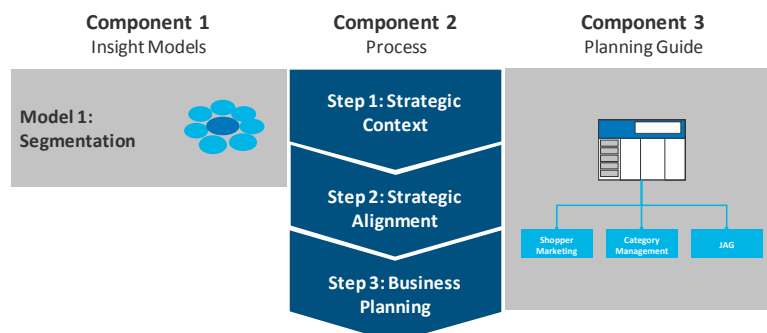 Component 1
Insight Models
Component 2
Process
Component 3
Planning Guide
Model 1:
Segmentation
Step 1: Strategic
Context
Step 2: Strategic
Alignment
Step 3: Business
Planning
Shopper
Marketing
Category
Management
JAG